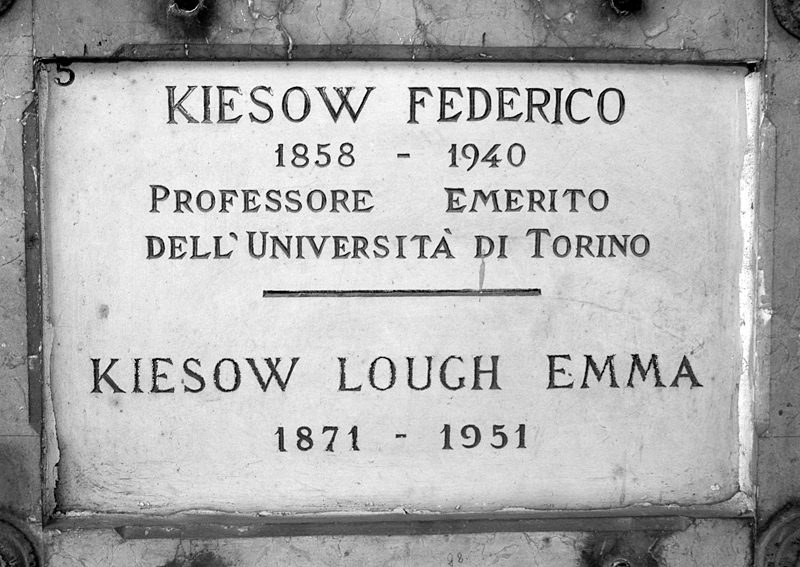 5
KIESOW FEDERICO
1858 - 1940
PROFESSORE EMERITO
DELL'UNIVERSITÀ DI TORINO
KIESOW LOUGH EMMA
1871 - 1951